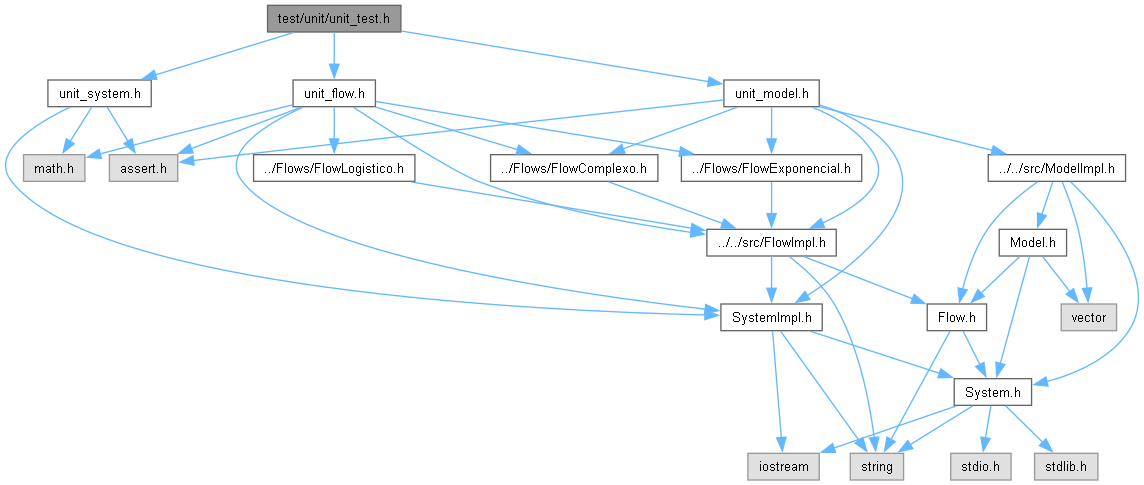 test/unit/unit_test.h
unit_system.h
unit_flow.h
unit_model.h
math.h
assert.h
../Flows/FlowLogistico.h
../Flows/FlowComplexo.h
../Flows/FlowExponencial.h
../../src/ModelImpl.h
../../src/FlowImpl.h
Model.h
SystemImpl.h
Flow.h
vector
System.h
iostream
string
stdio.h
stdlib.h